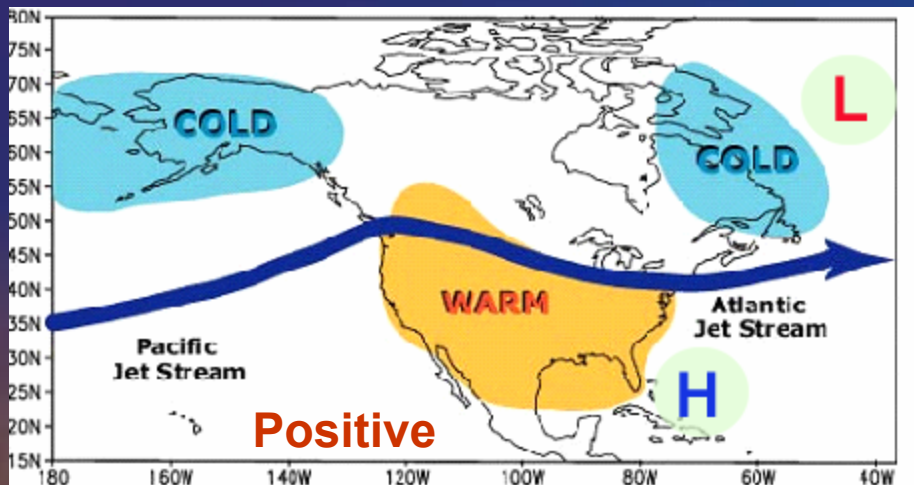 80N
75N
70N
65N
60N
55N
50N
45N
40N
35N
30N
25N
20N
15N
COLD
L
COLD
WARM
Pacific
Jet Stream
Atlantic
Jet Stream
H
Positive
180
160W
140W
120W
100W
80W
60W
40W